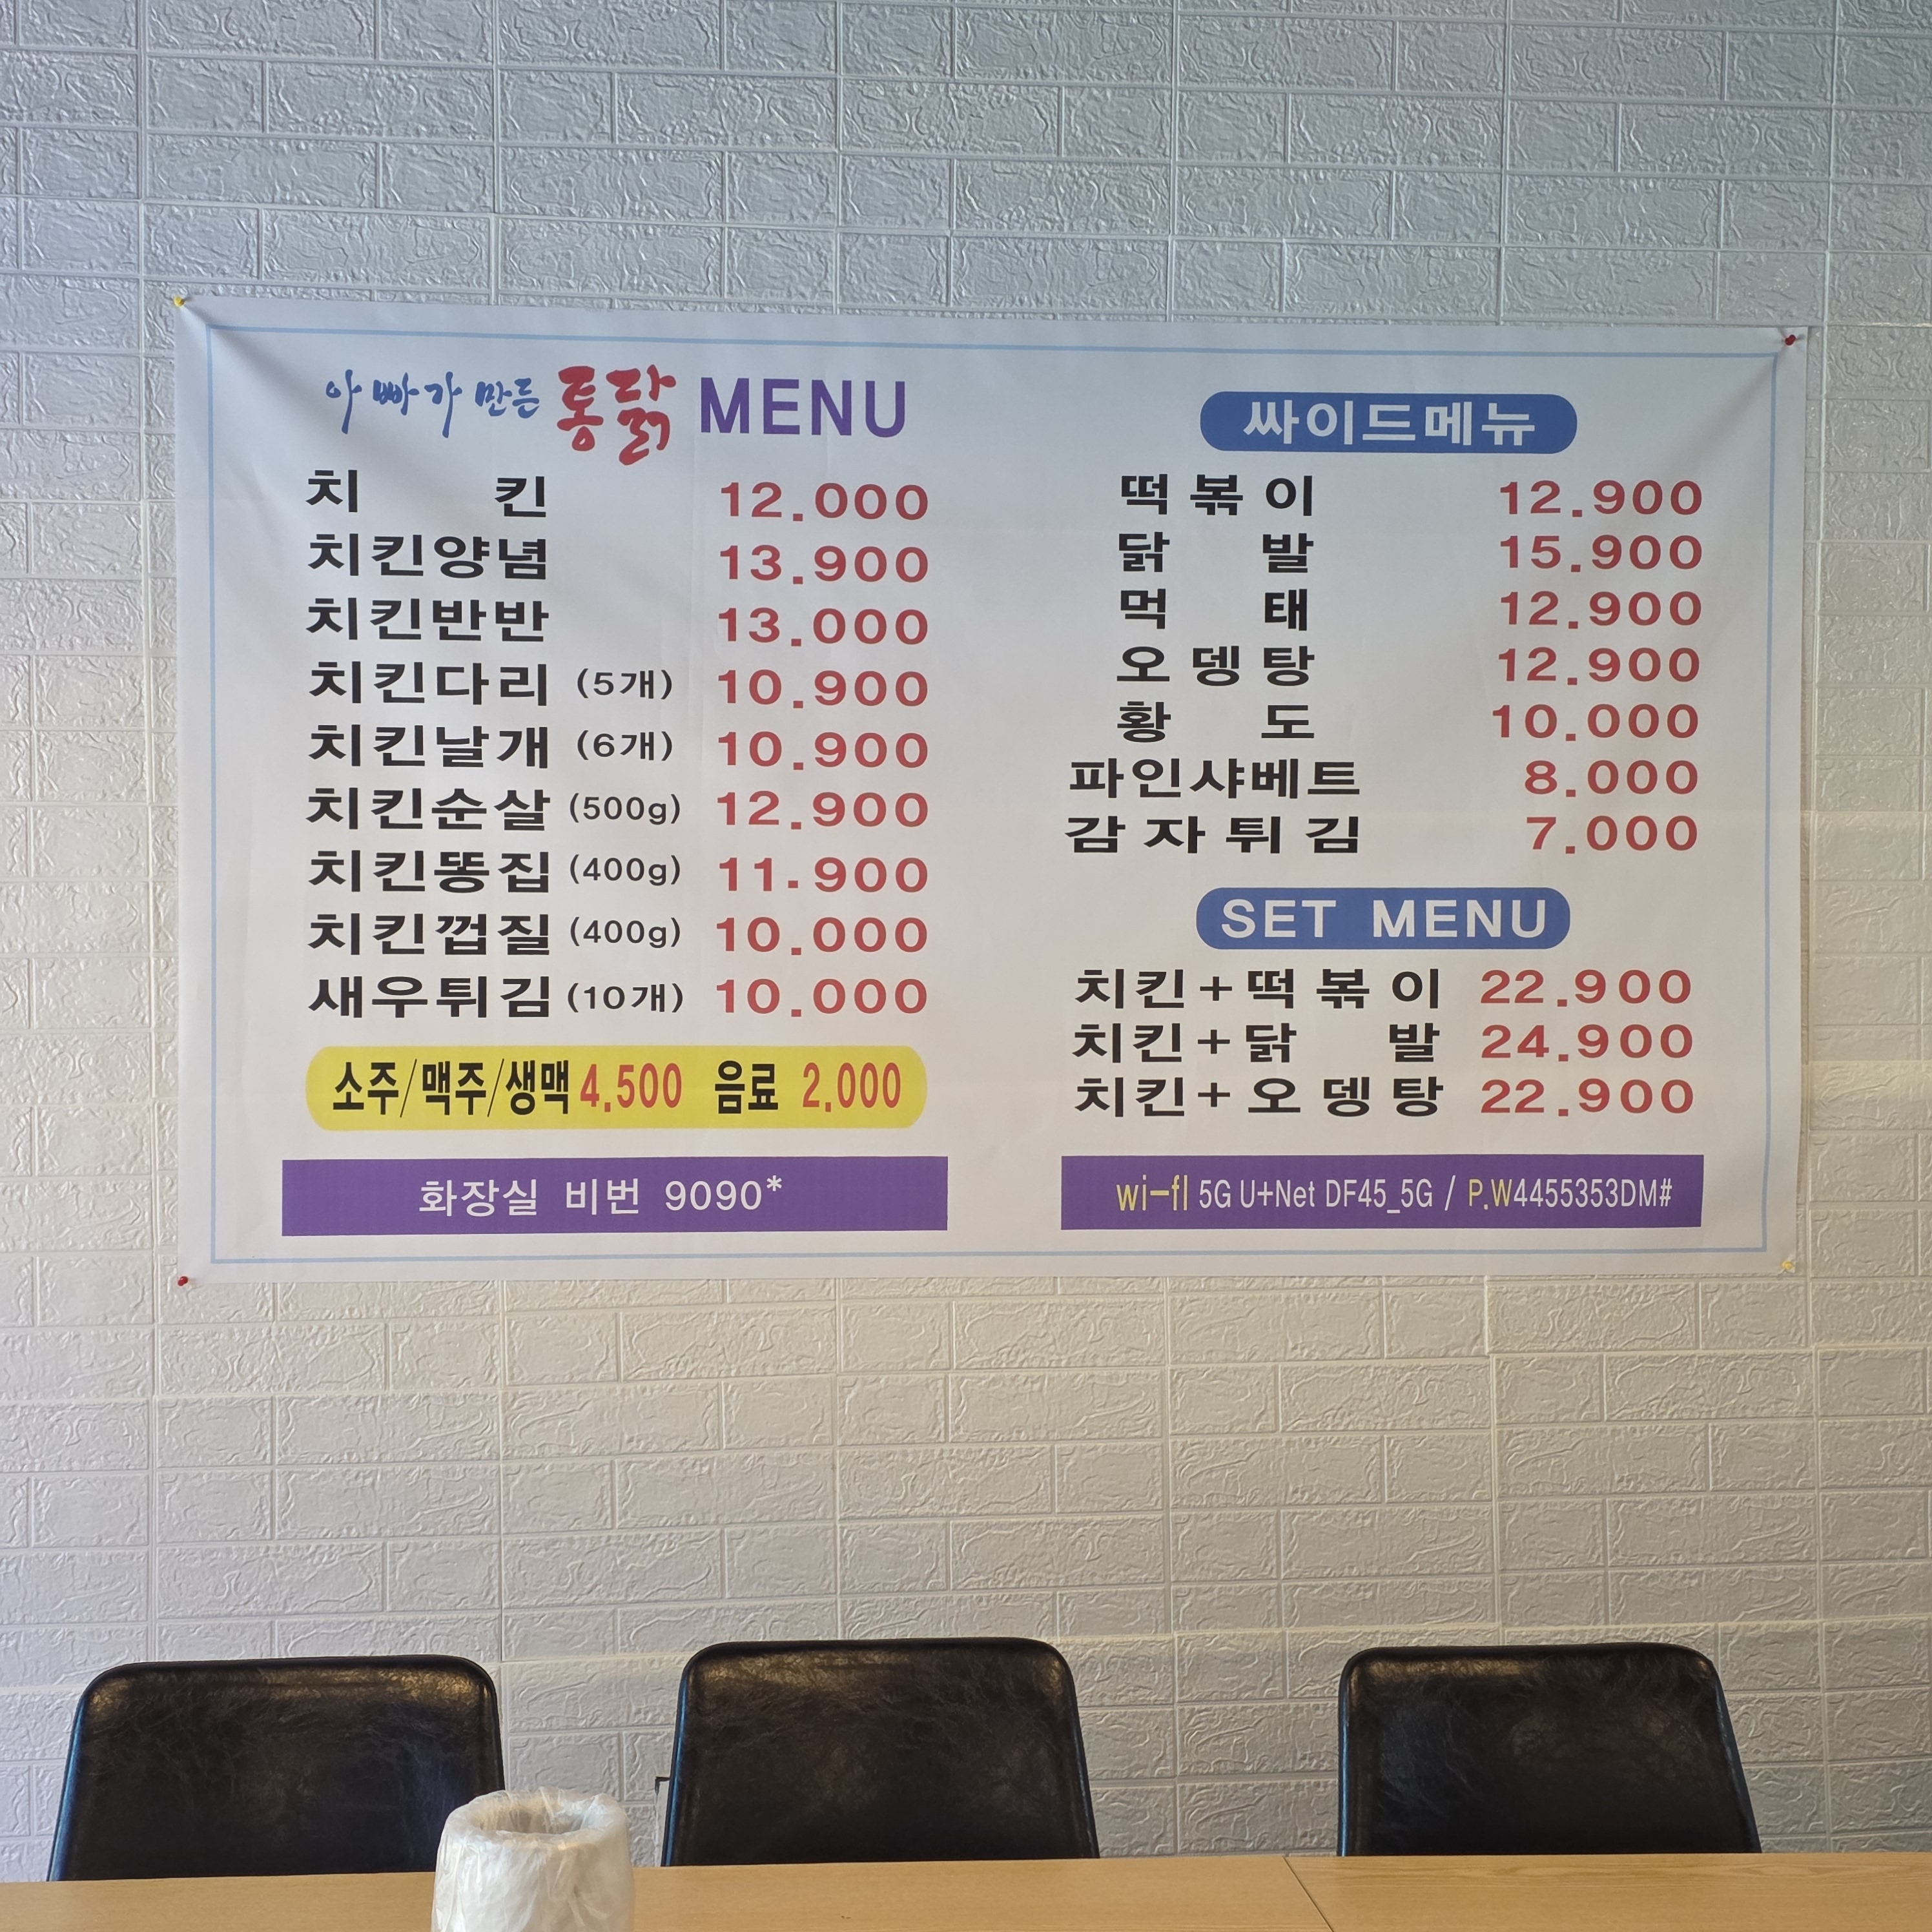 아빠가 만든 통닭 MENU
치 킨 12.000
치킨양념 13.900
치킨반반 13.000
치킨다리 (5개) 10.900
치킨날개 (6개) 10.900
치킨순살 (500g) 12.900
치킨똥집 (400g) 11.900
치킨껍질 (400g) 10.000
새우튀김 (10개) 10.000
소주/맥주/생맥 4.500 음료 2.000
화장실 비번 9090*
싸이드메뉴
떡볶이 12.900
닭 발 15.900
먹 태 12.900
오뎅탕 12.900
황 도 10.000
파인샤베트 8.000
감자튀김 7.000
SET MENU
치킨+떡볶이 22.900
치킨+닭 발 24.900
치킨+오뎅탕 22.900
wi-fl 5G U+Net DF45_5G / P.W4455353DM#